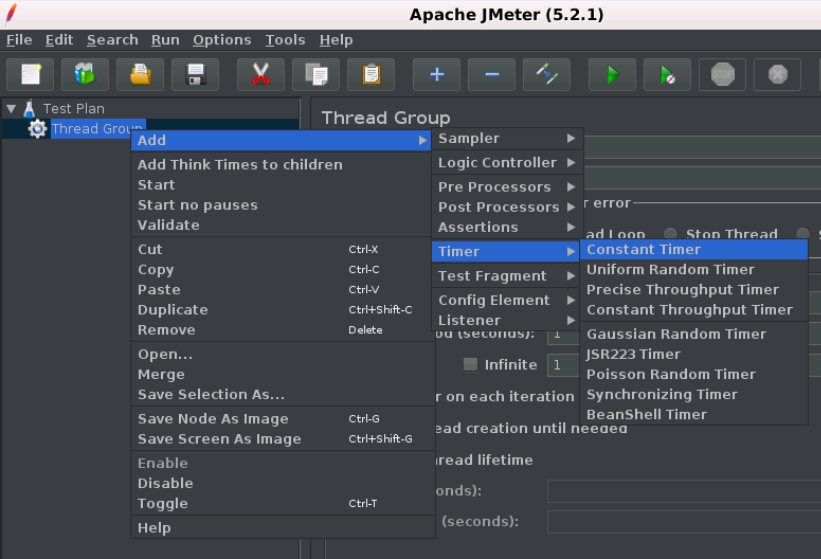 Apache JMeter (5.2.1)
File Edit Search Run Options Tools Help
STOP
Test Plan
Thread Group
Thread Group
Add
Add Think Times to children
Start
Start no pauses
Validate
Cut Ctrl-X
Copy Ctrl-C
Paste Ctrl-V
Duplicate Ctrl+Shift-C
Remove Delete
Open...
Merge
Save Selection As...
Save Node As Image Ctrl-G
Save Screen As Image Ctrl+Shift-G
Enable
Disable
Toggle Ctrl-T
Help
Sampler
Logic Controller
Pre Processors
Post Processors
Assertions
Timer
Test Fragment
Config Element
Listener
Constant Timer
Uniform Random Timer
Precise Throughput Timer
Constant Throughput Timer
Gaussian Random Timer
JSR223 Timer
Poisson Random Timer
Synchronizing Timer
BeanShell Timer
r error
ad Loop Stop Thread
od (seconds): 1
Infinite 1
r on each iteration
ead creation until needed
hread lifetime
onds):
(seconds):